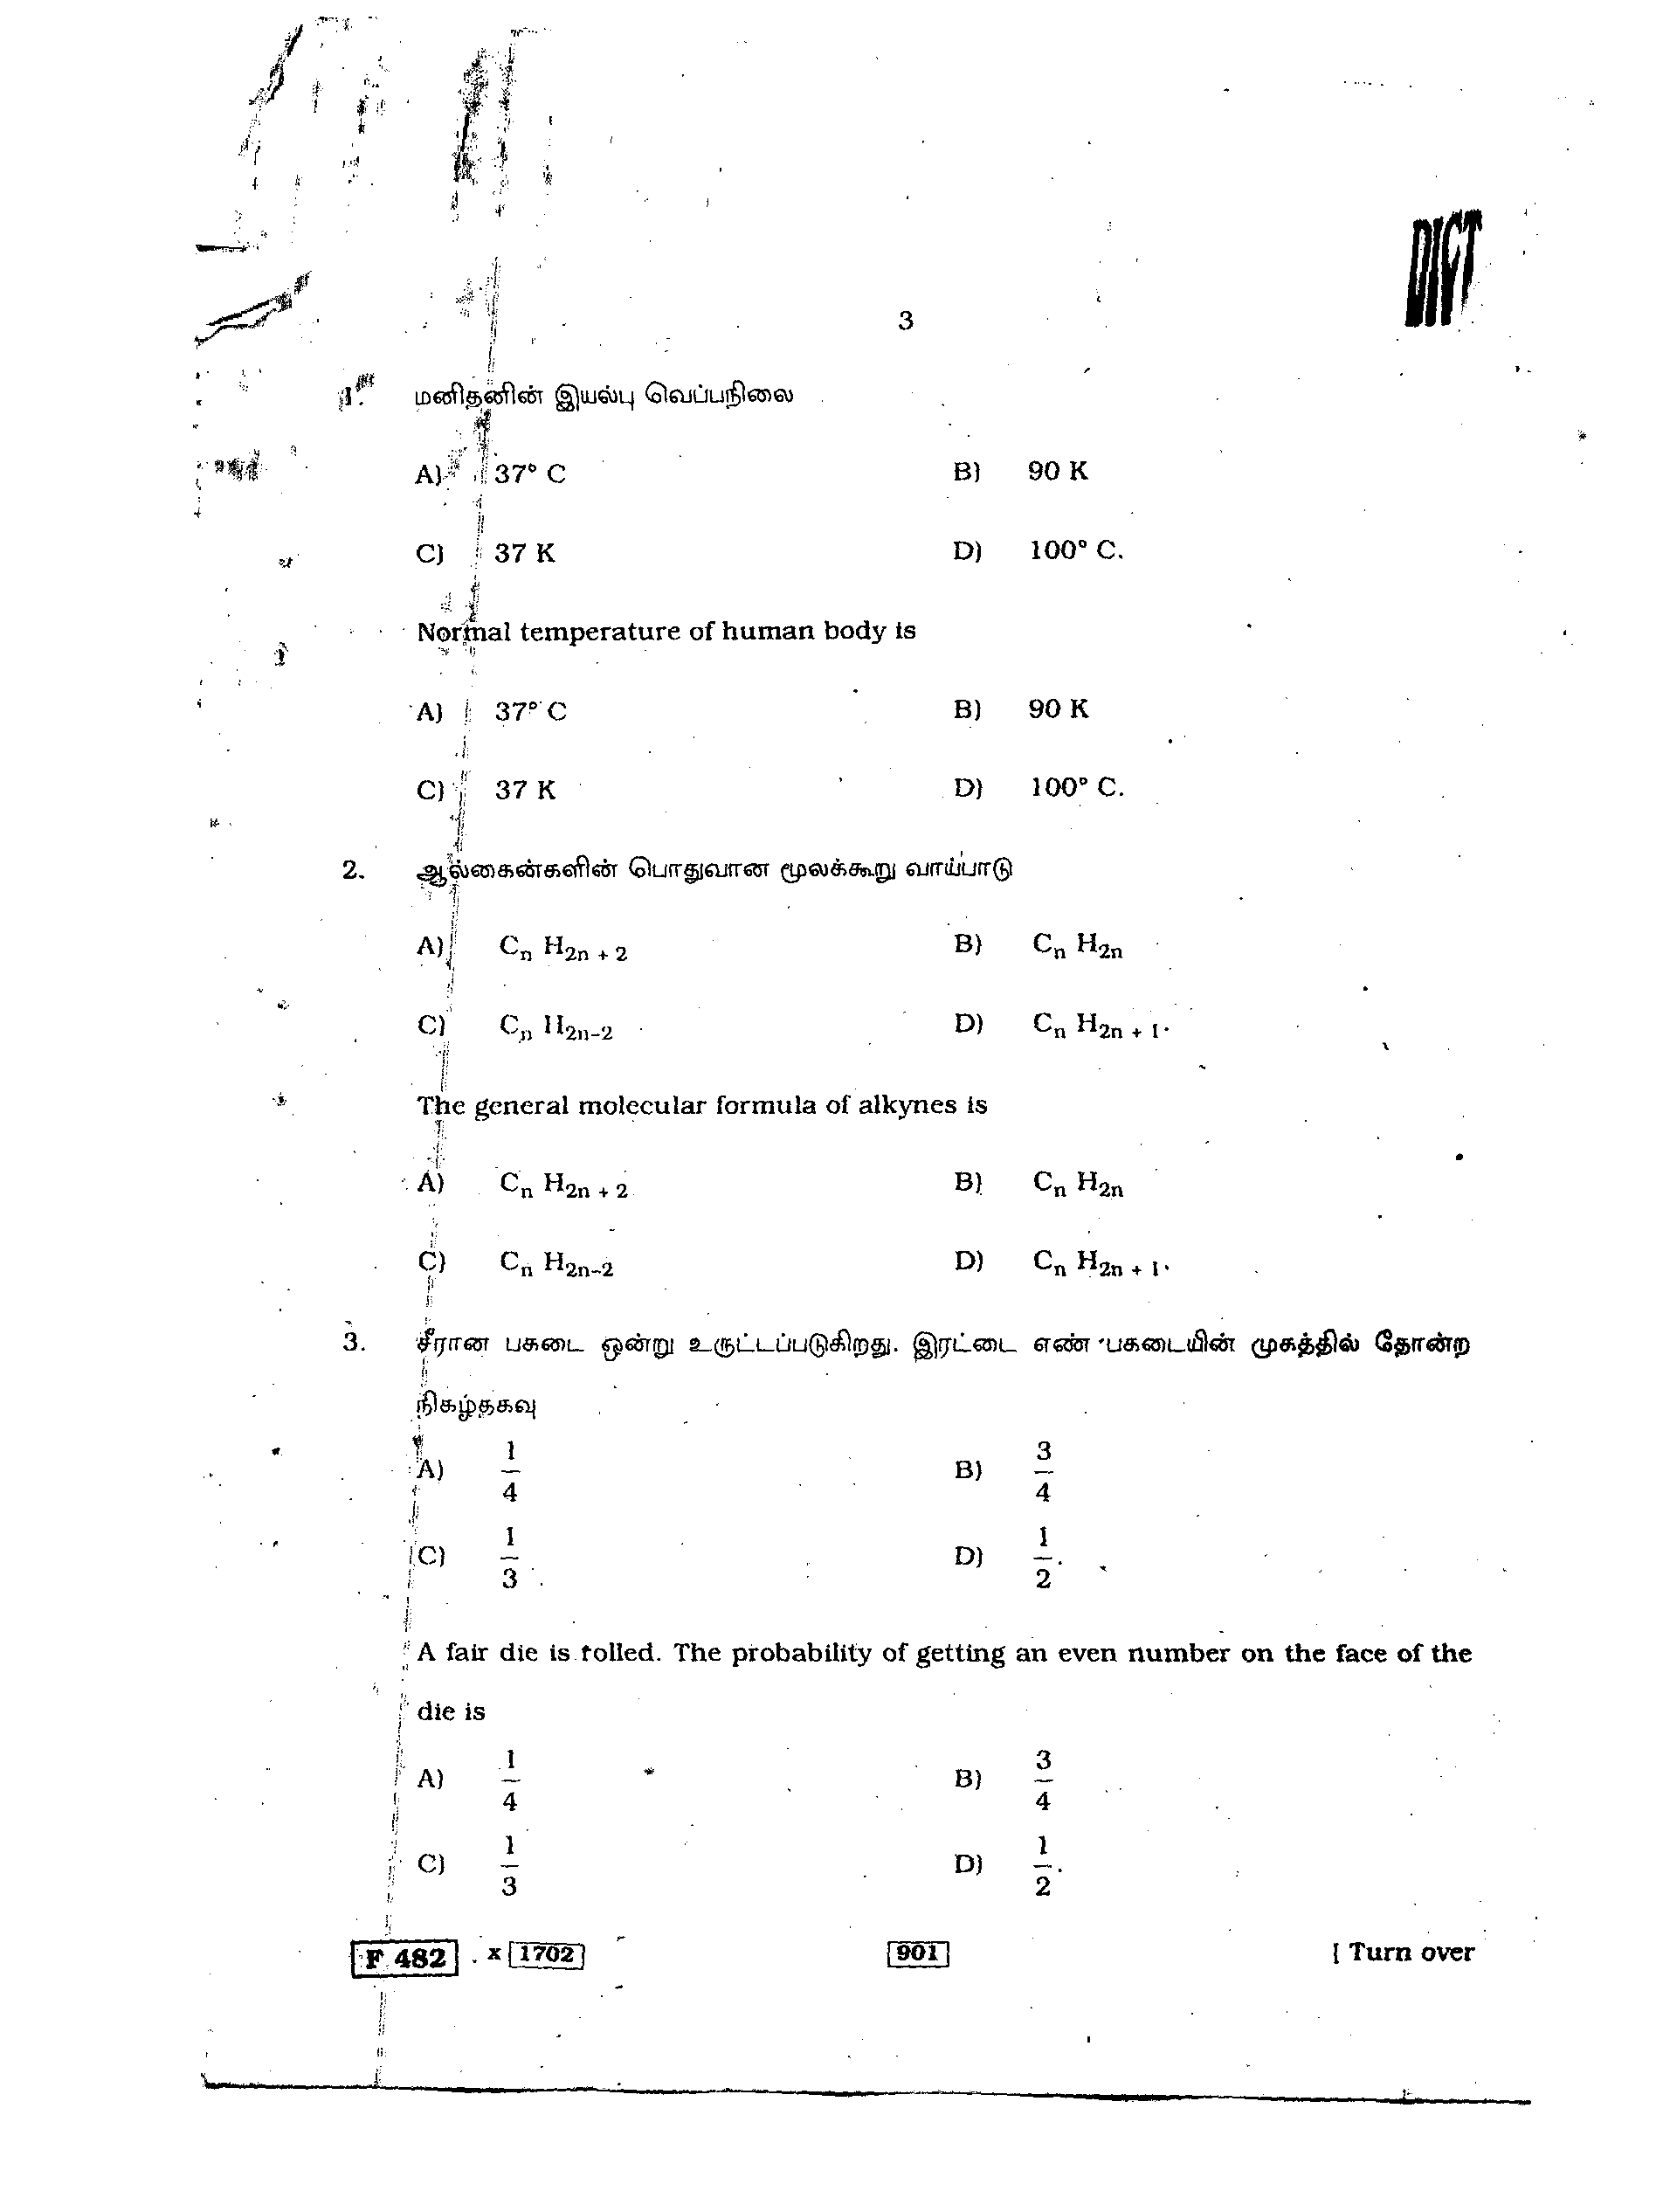 DICT
3
1. மனிதனின் இயல்பு வெப்பநிலை
A) 37° C B) 90 K
C) 37 K D) 100° C.
Normal temperature of human body is
A) 37° C B) 90 K
C) 37 K D) 100° C.
2. ஆல்கைன்களின் பொதுவான மூலக்கூறு வாய்பாடு
A) Cₙ H₂ₙ ₊ ₂ B) Cₙ H₂ₙ
C) Cₙ H₂ₙ₋₂ D) Cₙ H₂ₙ ₊ ₁.
The general molecular formula of alkynes is
A) Cₙ H₂ₙ ₊ ₂ B) Cₙ H₂ₙ
C) Cₙ H₂ₙ₋₂ D) Cₙ H₂ₙ ₊ ₁.
3. சீரான பகடை ஒன்று உருட்டப்படுகிறது. இரட்டை எண் பகடையின் முகத்தில் தோன்ற
நிகழ்தகவு
A) 1/4 B) 3/4
C) 1/3 D) 1/2.
A fair die is rolled. The probability of getting an even number on the face of the
die is
A) 1/4 B) 3/4
C) 1/3 D) 1/2.
F 482 x 1702 901 [ Turn over